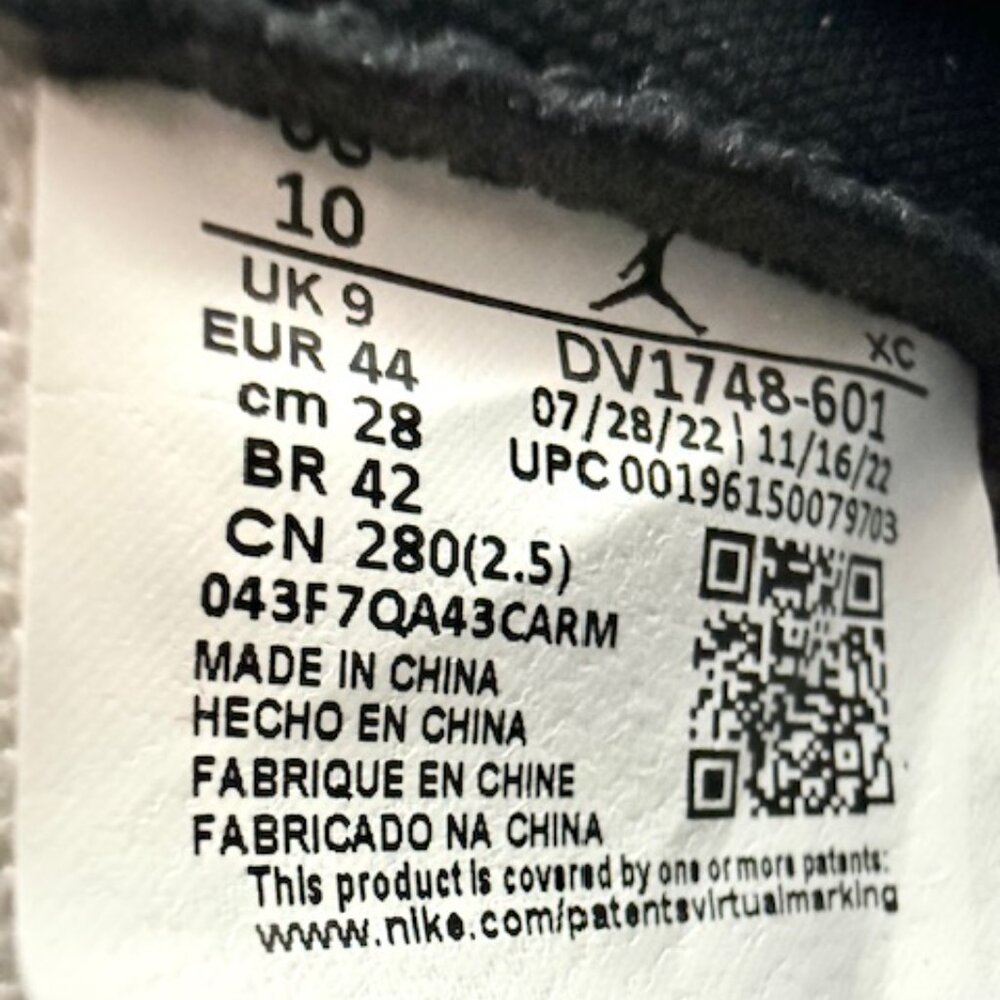 10
UK 9
EUR 44
cm 28
BR 42
CN 280(2.5)
043F7QA43CARM
MADE IN CHINA
HECHO EN CHINA
FABRIQUE EN CHINE
FABRICADO NA CHINA
XC
DV1748-601
07/28/22 | 11/16/22
UPC 00196150079703
This product is covered by one or more patents:
www.nike.com/patentsvirtualmarking